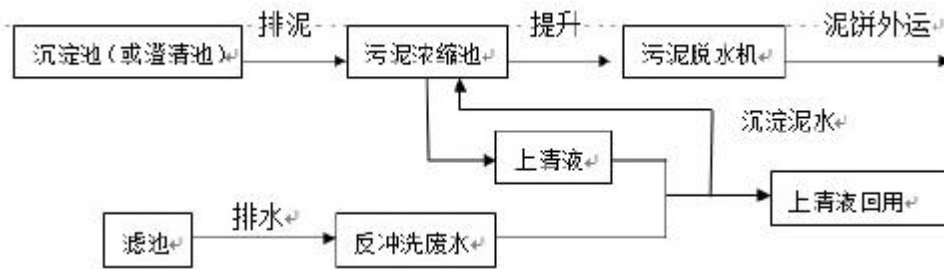 排泥
提升
泥饼外运
沉淀池(或澄清池)
污泥浓缩池
污泥脱水机
沉淀泥水
上清液
上清液回用
排水
滤池
反冲洗废水